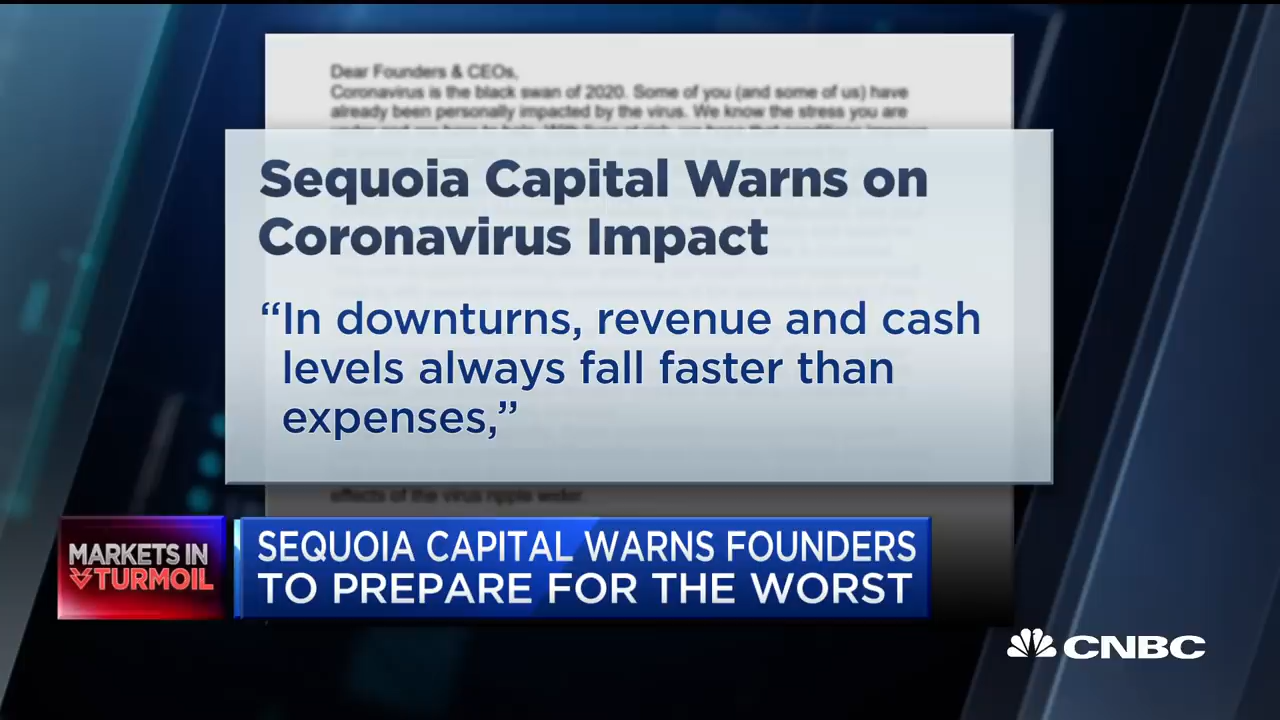 Dear Founders & CEOs,
Coronavirus is the black swan of 2020. Some of you (and some of us) have
already been personally impacted by the virus. We know the stress you are
Sequoia Capital Warns on
Coronavirus Impact
“In downturns, revenue and cash
levels always fall faster than
expenses,”
effects of the virus ripple wider.
MARKETS IN
TURMOIL
SEQUOIA CAPITAL WARNS FOUNDERS
TO PREPARE FOR THE WORST
CNBC